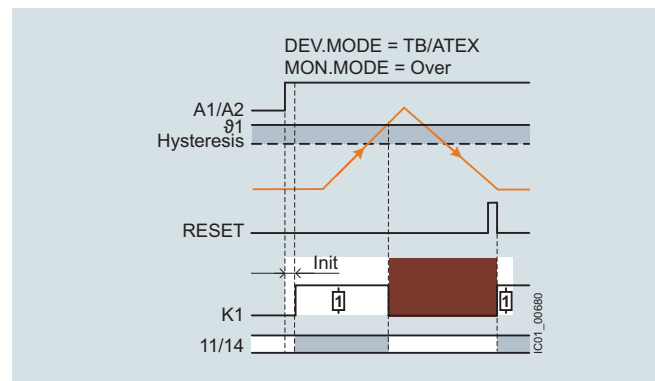 DEV.MODE = TB/ATEX
MON.MODE = Over
A1/A2
ϑ1
Hysteresis
RESET
Init
1
1
K1
11/14
IC01_00680